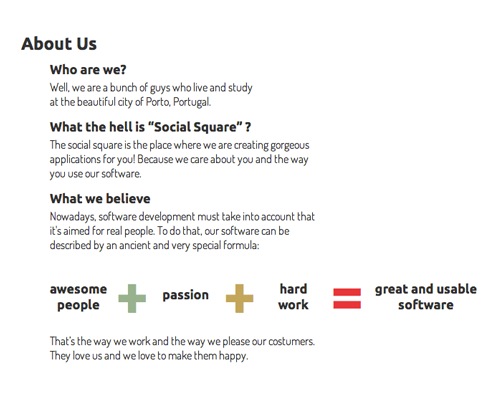 About Us
Who are we?
Well, we are a bunch of guys who live and study
at the beautiful city of Porto, Portugal.
What the hell is “Social Square” ?
The social square is the place where we are creating gorgeous
applications for you! Because we care about you and the way
you use our software.
What we believe
Nowadays, software development must take into account that
it's aimed for real people. To do that, our software can be
described by an ancient and very special formula:
awesome people + passion + hard work = great and usable software
That's the way we work and the way we please our costumers.
They love us and we love to make them happy.